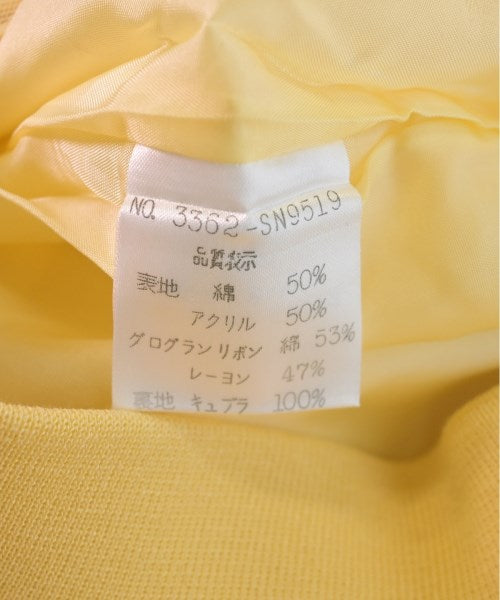 NO. 3362-SN9519
品質表示
裏地 綿 50%
アクリル 50%
グログランリボン 綿 53%
レーヨン 47%
裏地 キュプラ 100%